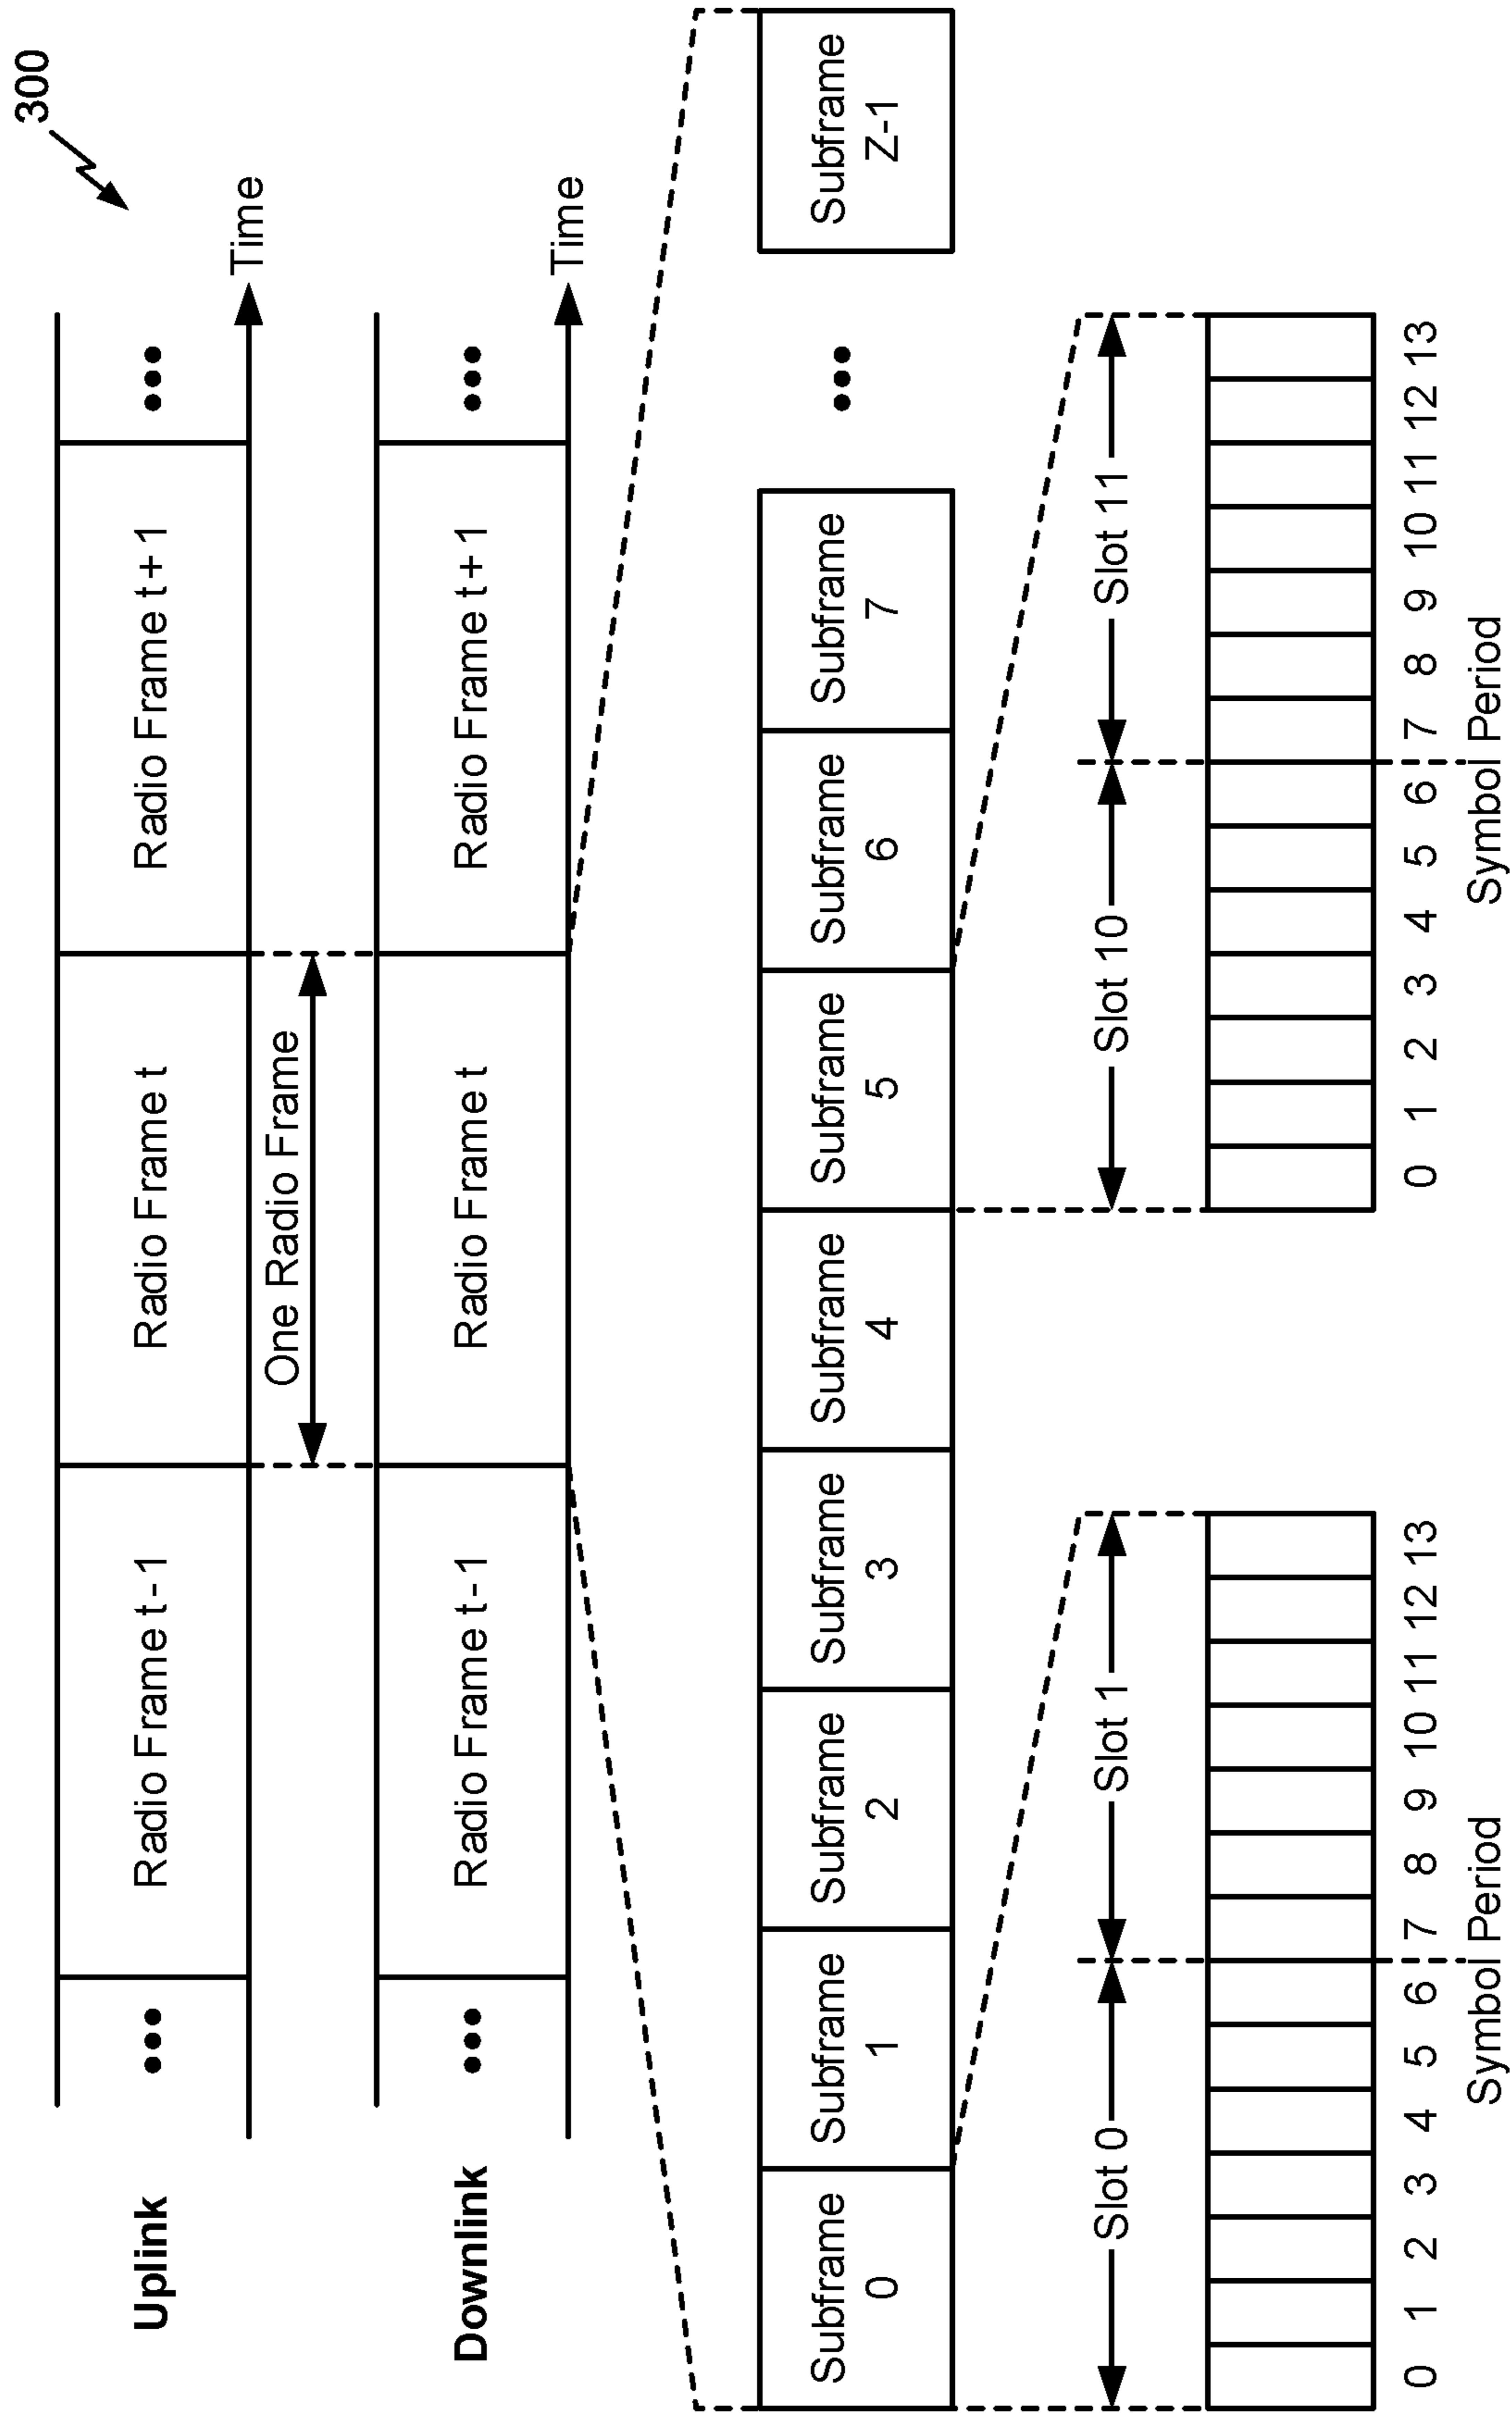 300
Uplink
••• Radio Frame t-1 Radio Frame t Radio Frame t+1 •••
Time
One Radio Frame
Downlink
••• Radio Frame t-1 Radio Frame t Radio Frame t+1 •••
Time
Subframe 0
Subframe 1
Subframe 2
Subframe 3
Subframe 4
Subframe 5
Subframe 6
Subframe 7
•••
Subframe Z-1
Slot 0 Slot 1
0 1 2 3 4 5 6 7 8 9 10 11 12 13
Symbol Period
Slot 10 Slot 11
0 1 2 3 4 5 6 7 8 9 10 11 12 13
Symbol Period